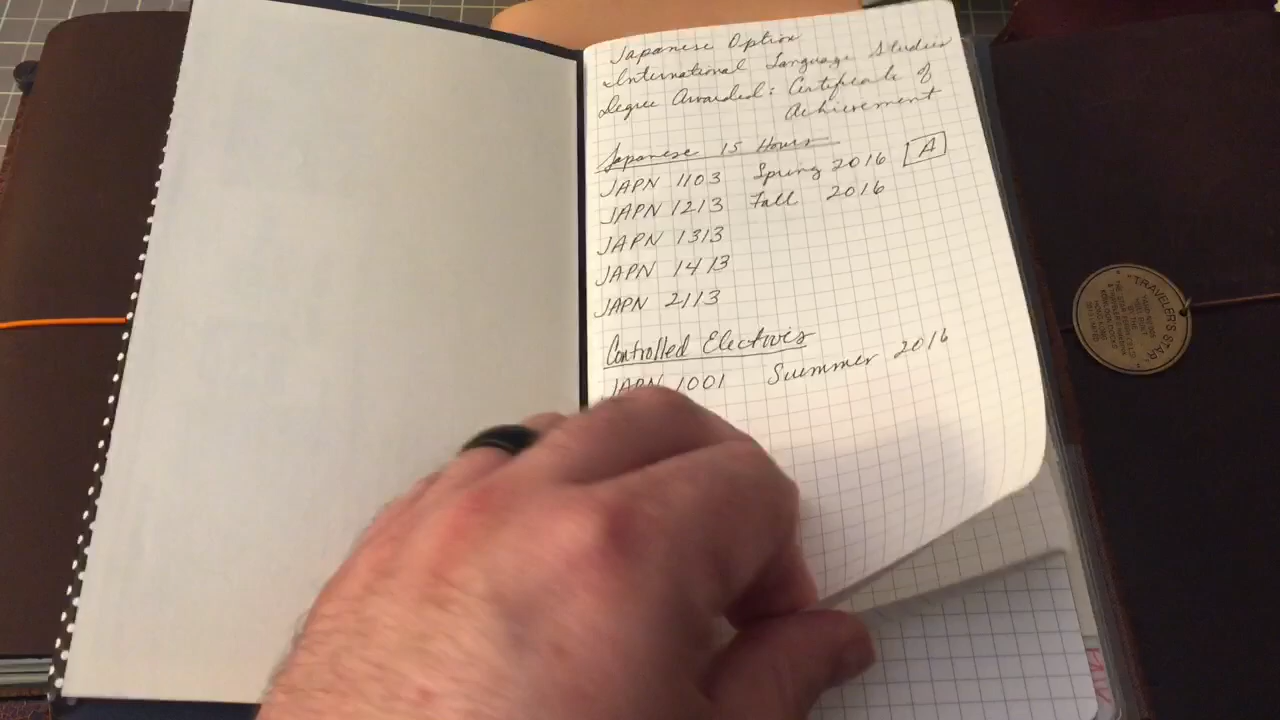 Japanese Option
International Language Studies
Degree Awarded: Certificate of
Achievement
Japanese 15 Hours
JAPN 1103 Spring 2016 A
JAPN 1213 Fall 2016
JAPN 1313
JAPN 1413
JAPN 2113
Controlled Electives
JAPN 1001 Summer 2016
"TRAVELER'S STAR"